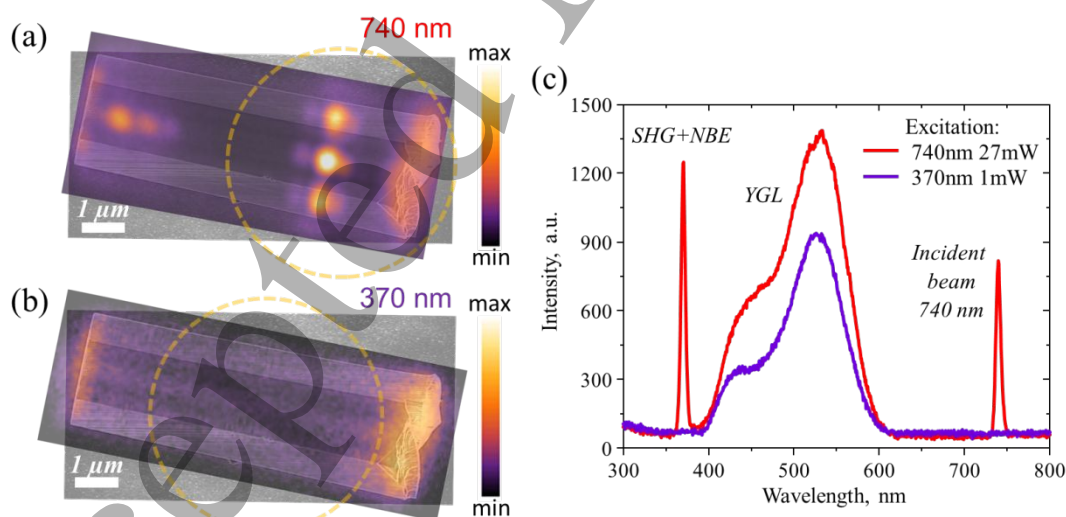 (a)
740 nm
max
min
1 µm
(b)
370 nm
max
min
1 µm
(c)
1500
1200
900
600
300
0
Intensity, a.u.
SHG+NBE
YGL
Excitation:
740nm 27mW
370nm 1mW
Incident
beam
740 nm
300
400
500
600
700
800
Wavelength, nm